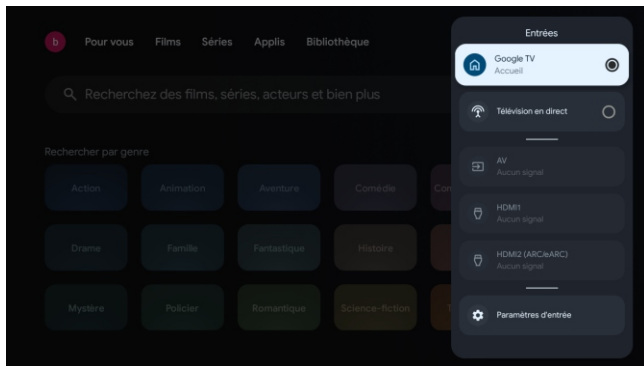 b Pour vous Films Séries Applis Bibliothèque
Recherchez des films, séries, acteurs et bien plus
Rechercher par genre
Action Animation Aventure Comédie
Drame Famille Fantastique Histoire
Mystère Policier Romantique Science-fiction
Entrées
Google TV
Accueil
Télévision en direct
AV
Aucun signal
HDMI1
Aucun signal
HDMI2 (ARC/eARC)
Aucun signal
Paramètres d'entrée